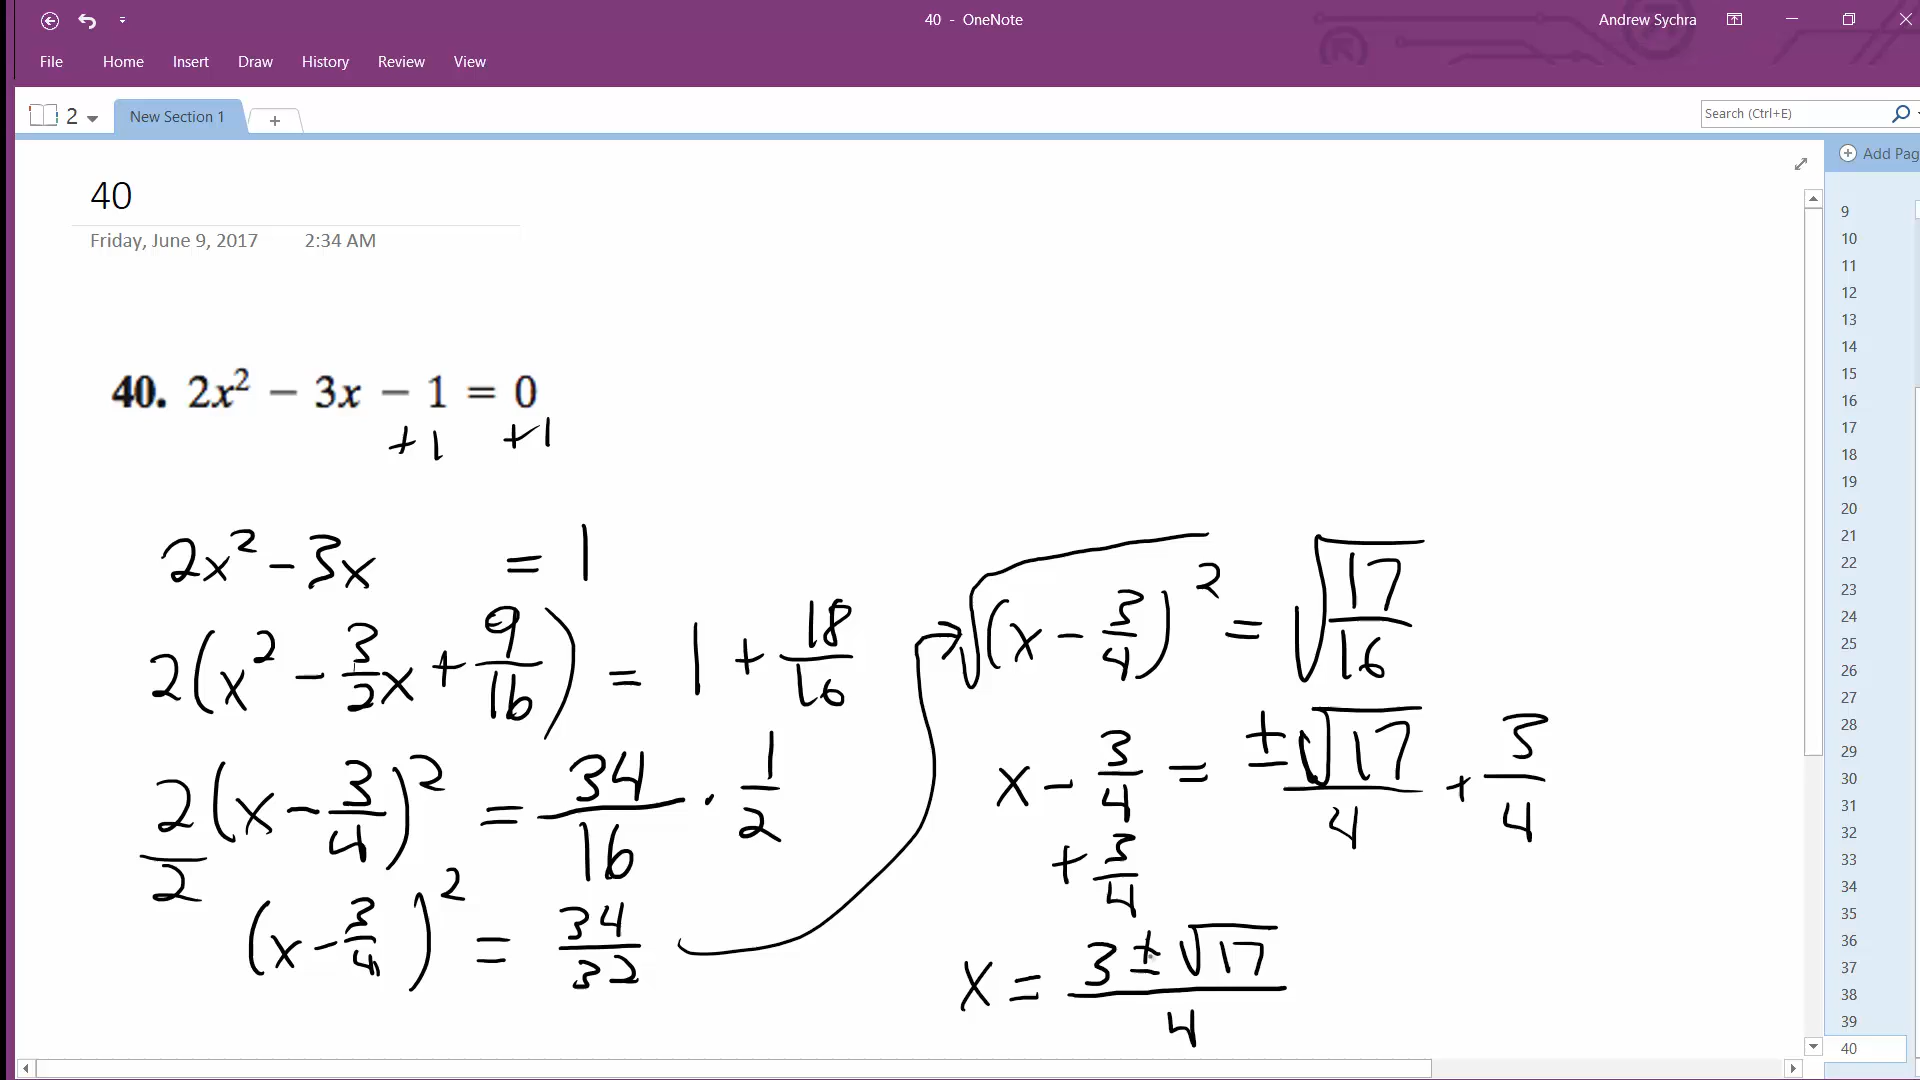 40 - OneNote
Andrew Sychra
File Home Insert Draw History Review View
2 New Section 1 +
Search (Ctrl+E)
Add Pag
40
Friday, June 9, 2017 2:34 AM
40. 2x² − 3x − 1 = 0
+1 +1
2x² − 3x = 1
2(x² − 3/2 x + 9/16) = 1 + 18/16
2(x − 3/4)²/2 = 34/16 · 1/2
(x − 3/4)² = 34/32
√(x − 3/4)² = √(17/16)
x − 3/4 = ±√17/4 + 3/4
+ 3/4
x = (3 ± √17)/4
9
10
11
12
13
14
15
16
17
18
19
20
21
22
23
24
25
26
27
28
29
30
31
32
33
34
35
36
37
38
39
40